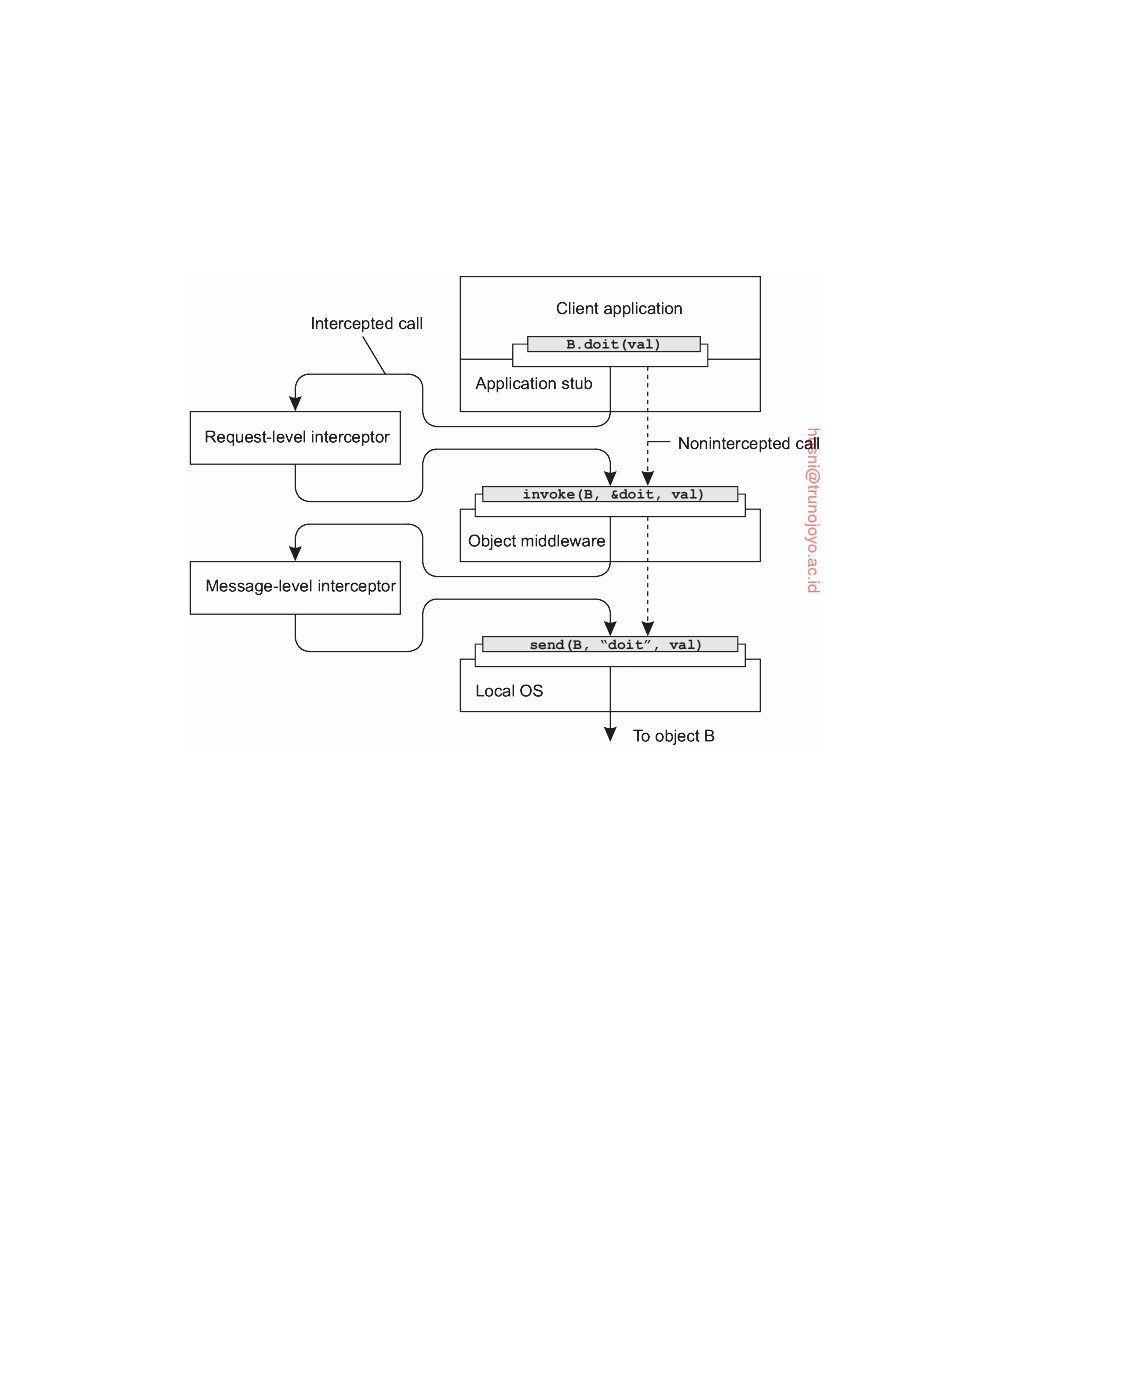 Client application
Intercepted call
B.doit(val)
Application stub
Request-level interceptor
Nonintercepted call
invoke(B, &doit, val)
Object middleware
Message-level interceptor
send(B, “doit”, val)
Local OS
To object B
husni@trunojoyo.ac.id